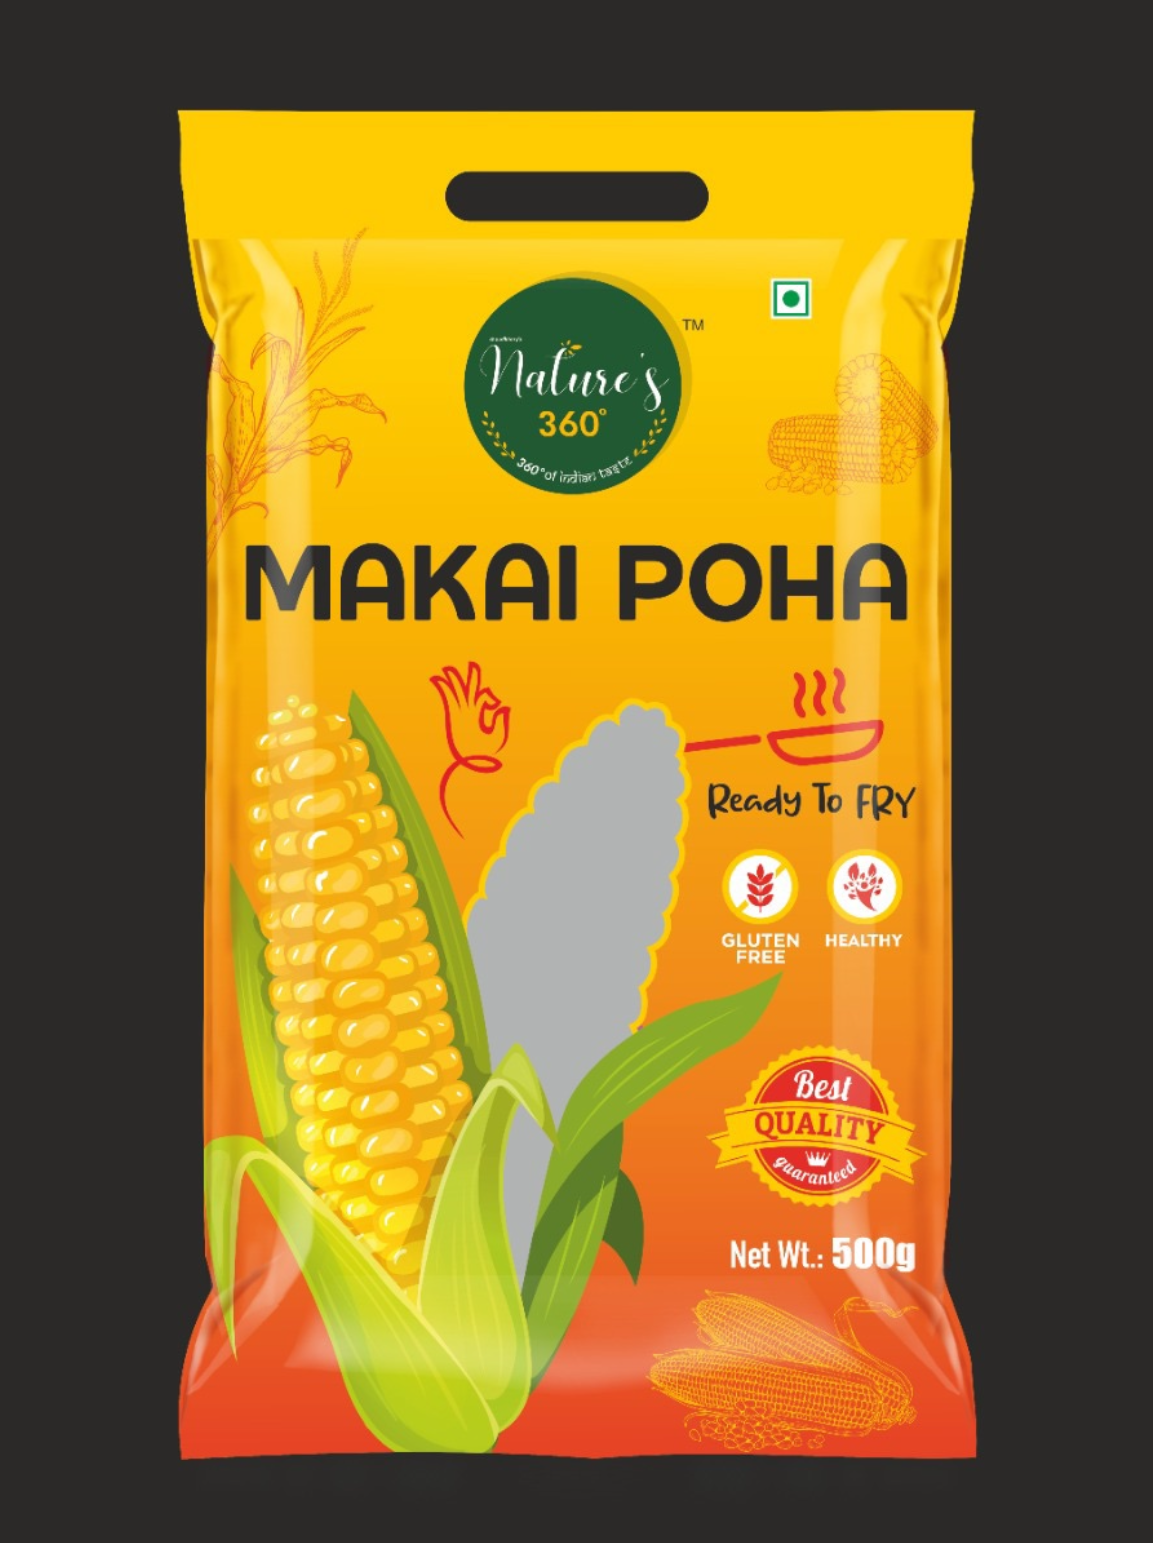 Nature's
360°
360° of indian taste
TM
MAKAI POHA
Ready To FRY
GLUTEN
FREE
HEALTHY
Best
QUALITY
guaranteed
Net Wt.: 500g